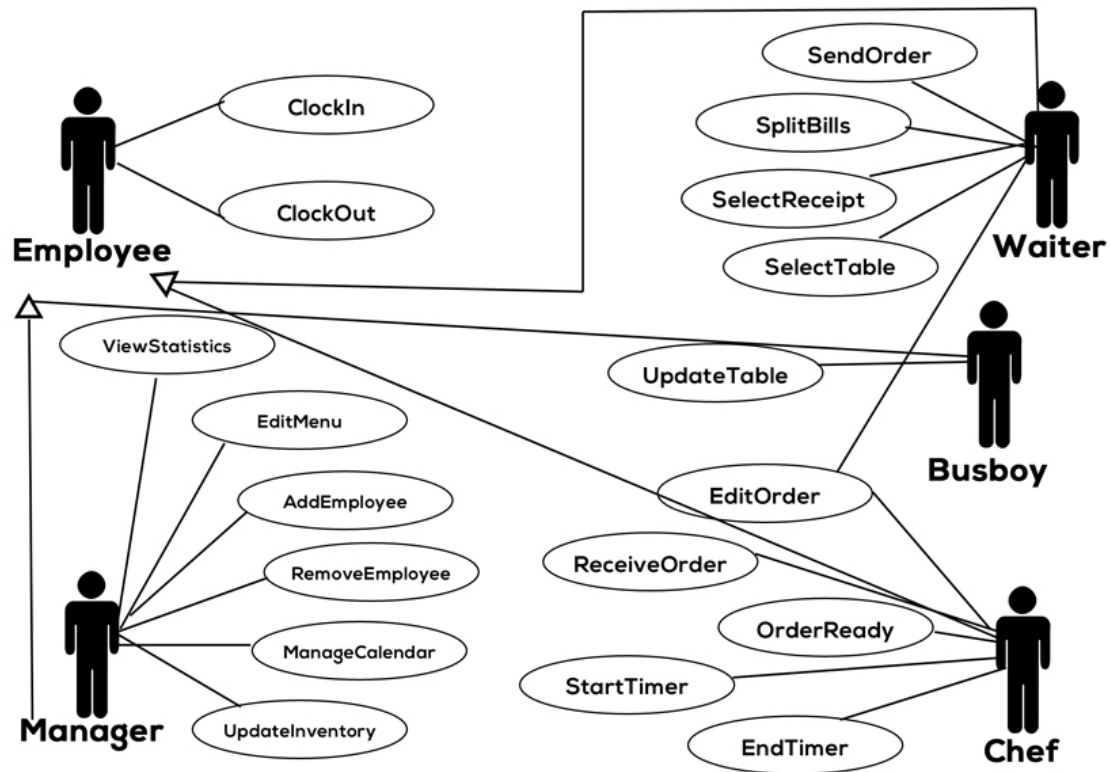 SendOrder
ClockIn
SplitBills
SelectReceipt
ClockOut
Employee
Waiter
SelectTable
ViewStatistics
UpdateTable
EditMenu
Busboy
AddEmployee
EditOrder
ReceiveOrder
RemoveEmployee
OrderReady
ManageCalendar
StartTimer
Manager
UpdateInventory
EndTimer
Chef